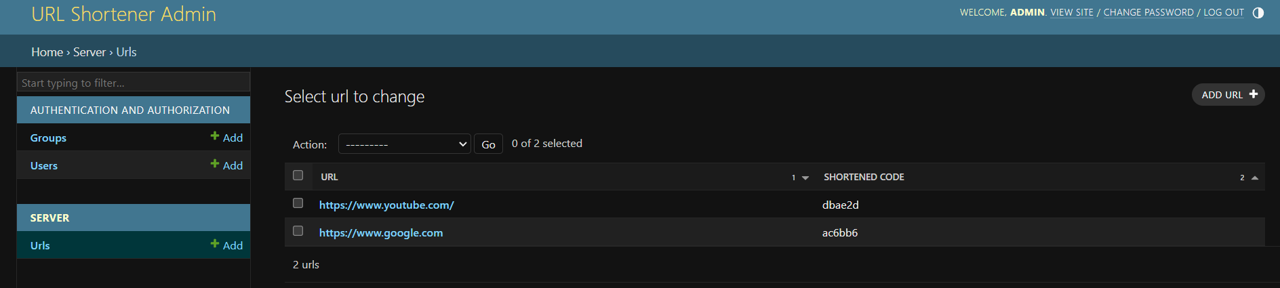 URL Shortener Admin
WELCOME, ADMIN. VIEW SITE / CHANGE PASSWORD / LOG OUT
Home › Server › Urls
Start typing to filter...
AUTHENTICATION AND AUTHORIZATION
Groups + Add
Users + Add
SERVER
Urls + Add
Select url to change
ADD URL +
Action: --------- Go 0 of 2 selected
URL 1 SHORTENED CODE 2
https://www.youtube.com/ dbae2d
https://www.google.com ac6bb6
2 urls